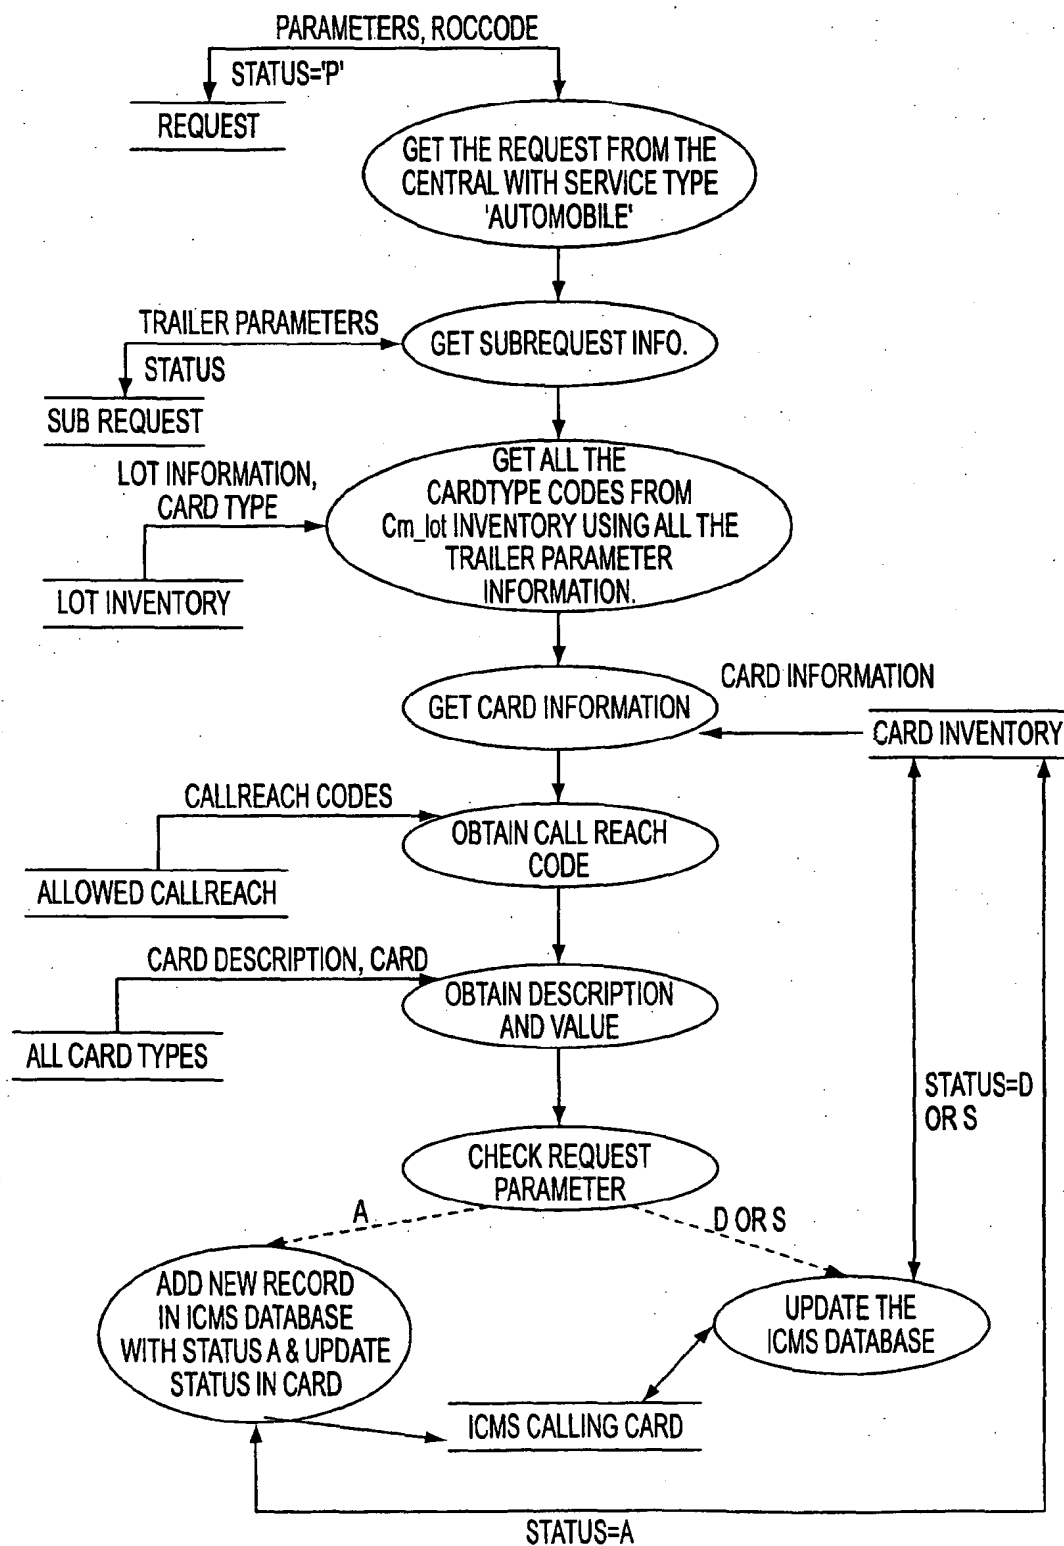 PARAMETERS, ROCCODE
STATUS='P'
REQUEST
GET THE REQUEST FROM THE
CENTRAL WITH SERVICE TYPE
'AUTOMOBILE'
TRAILER PARAMETERS
GET SUBREQUEST INFO.
STATUS
SUB REQUEST
LOT INFORMATION,
CARD TYPE
GET ALL THE
CARDTYPE CODES FROM
Cm_lot INVENTORY USING ALL THE
TRAILER PARAMETER
INFORMATION.
LOT INVENTORY
CARD INFORMATION
GET CARD INFORMATION
CARD INVENTORY
CALLREACH CODES
OBTAIN CALL REACH
CODE
ALLOWED CALLREACH
CARD DESCRIPTION, CARD
OBTAIN DESCRIPTION
AND VALUE
ALL CARD TYPES
STATUS=D
OR S
CHECK REQUEST
PARAMETER
A
D OR S
ADD NEW RECORD
IN ICMS DATABASE
WITH STATUS A & UPDATE
STATUS IN CARD
UPDATE THE
ICMS DATABASE
ICMS CALLING CARD
STATUS=A